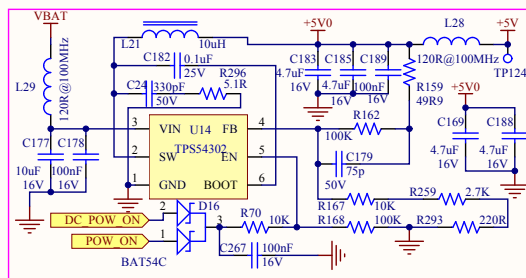 VBAT
+5V0
L28
+5V
L21
10uH
C182
0.1uF
25V
C183
C185
C189
120R@100MHz
TP124
4.7uF
4.7uF
100nF
16V
16V
16V
L29
120R@100MHz
C24
330pF
50V
R296
5.1R
R159
49R9
+5V0
C177
C178
10uF
100nF
16V
16V
3
VIN
U14
FB
4
TPS54302
2
SW
EN
5
1
GND
BOOT
6
R162
100K
C179
75p
50V
C169
C188
4.7uF
4.7uF
16V
16V
R167
10K
R259
2.7K
DC_POW_ON
2
D16
POW_ON
1
3
BAT54C
R70
10K
R168
100K
R293
220R
C267
100nF
16V